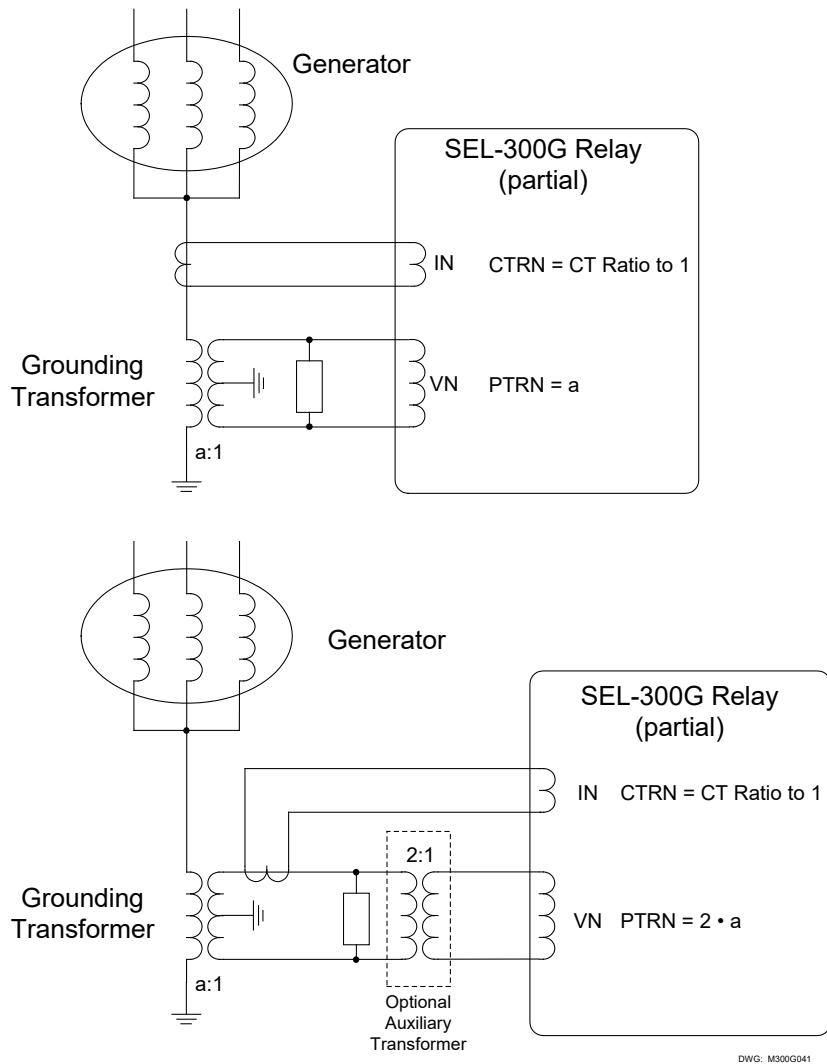 Generator
SEL-300G Relay
(partial)
IN CTRN = CT Ratio to 1
Grounding
Transformer
VN PTRN = a
a:1
Generator
SEL-300G Relay
(partial)
IN CTRN = CT Ratio to 1
2:1
Grounding
Transformer
VN PTRN = 2 • a
a:1
Optional
Auxiliary
Transformer
DWG: M300G041